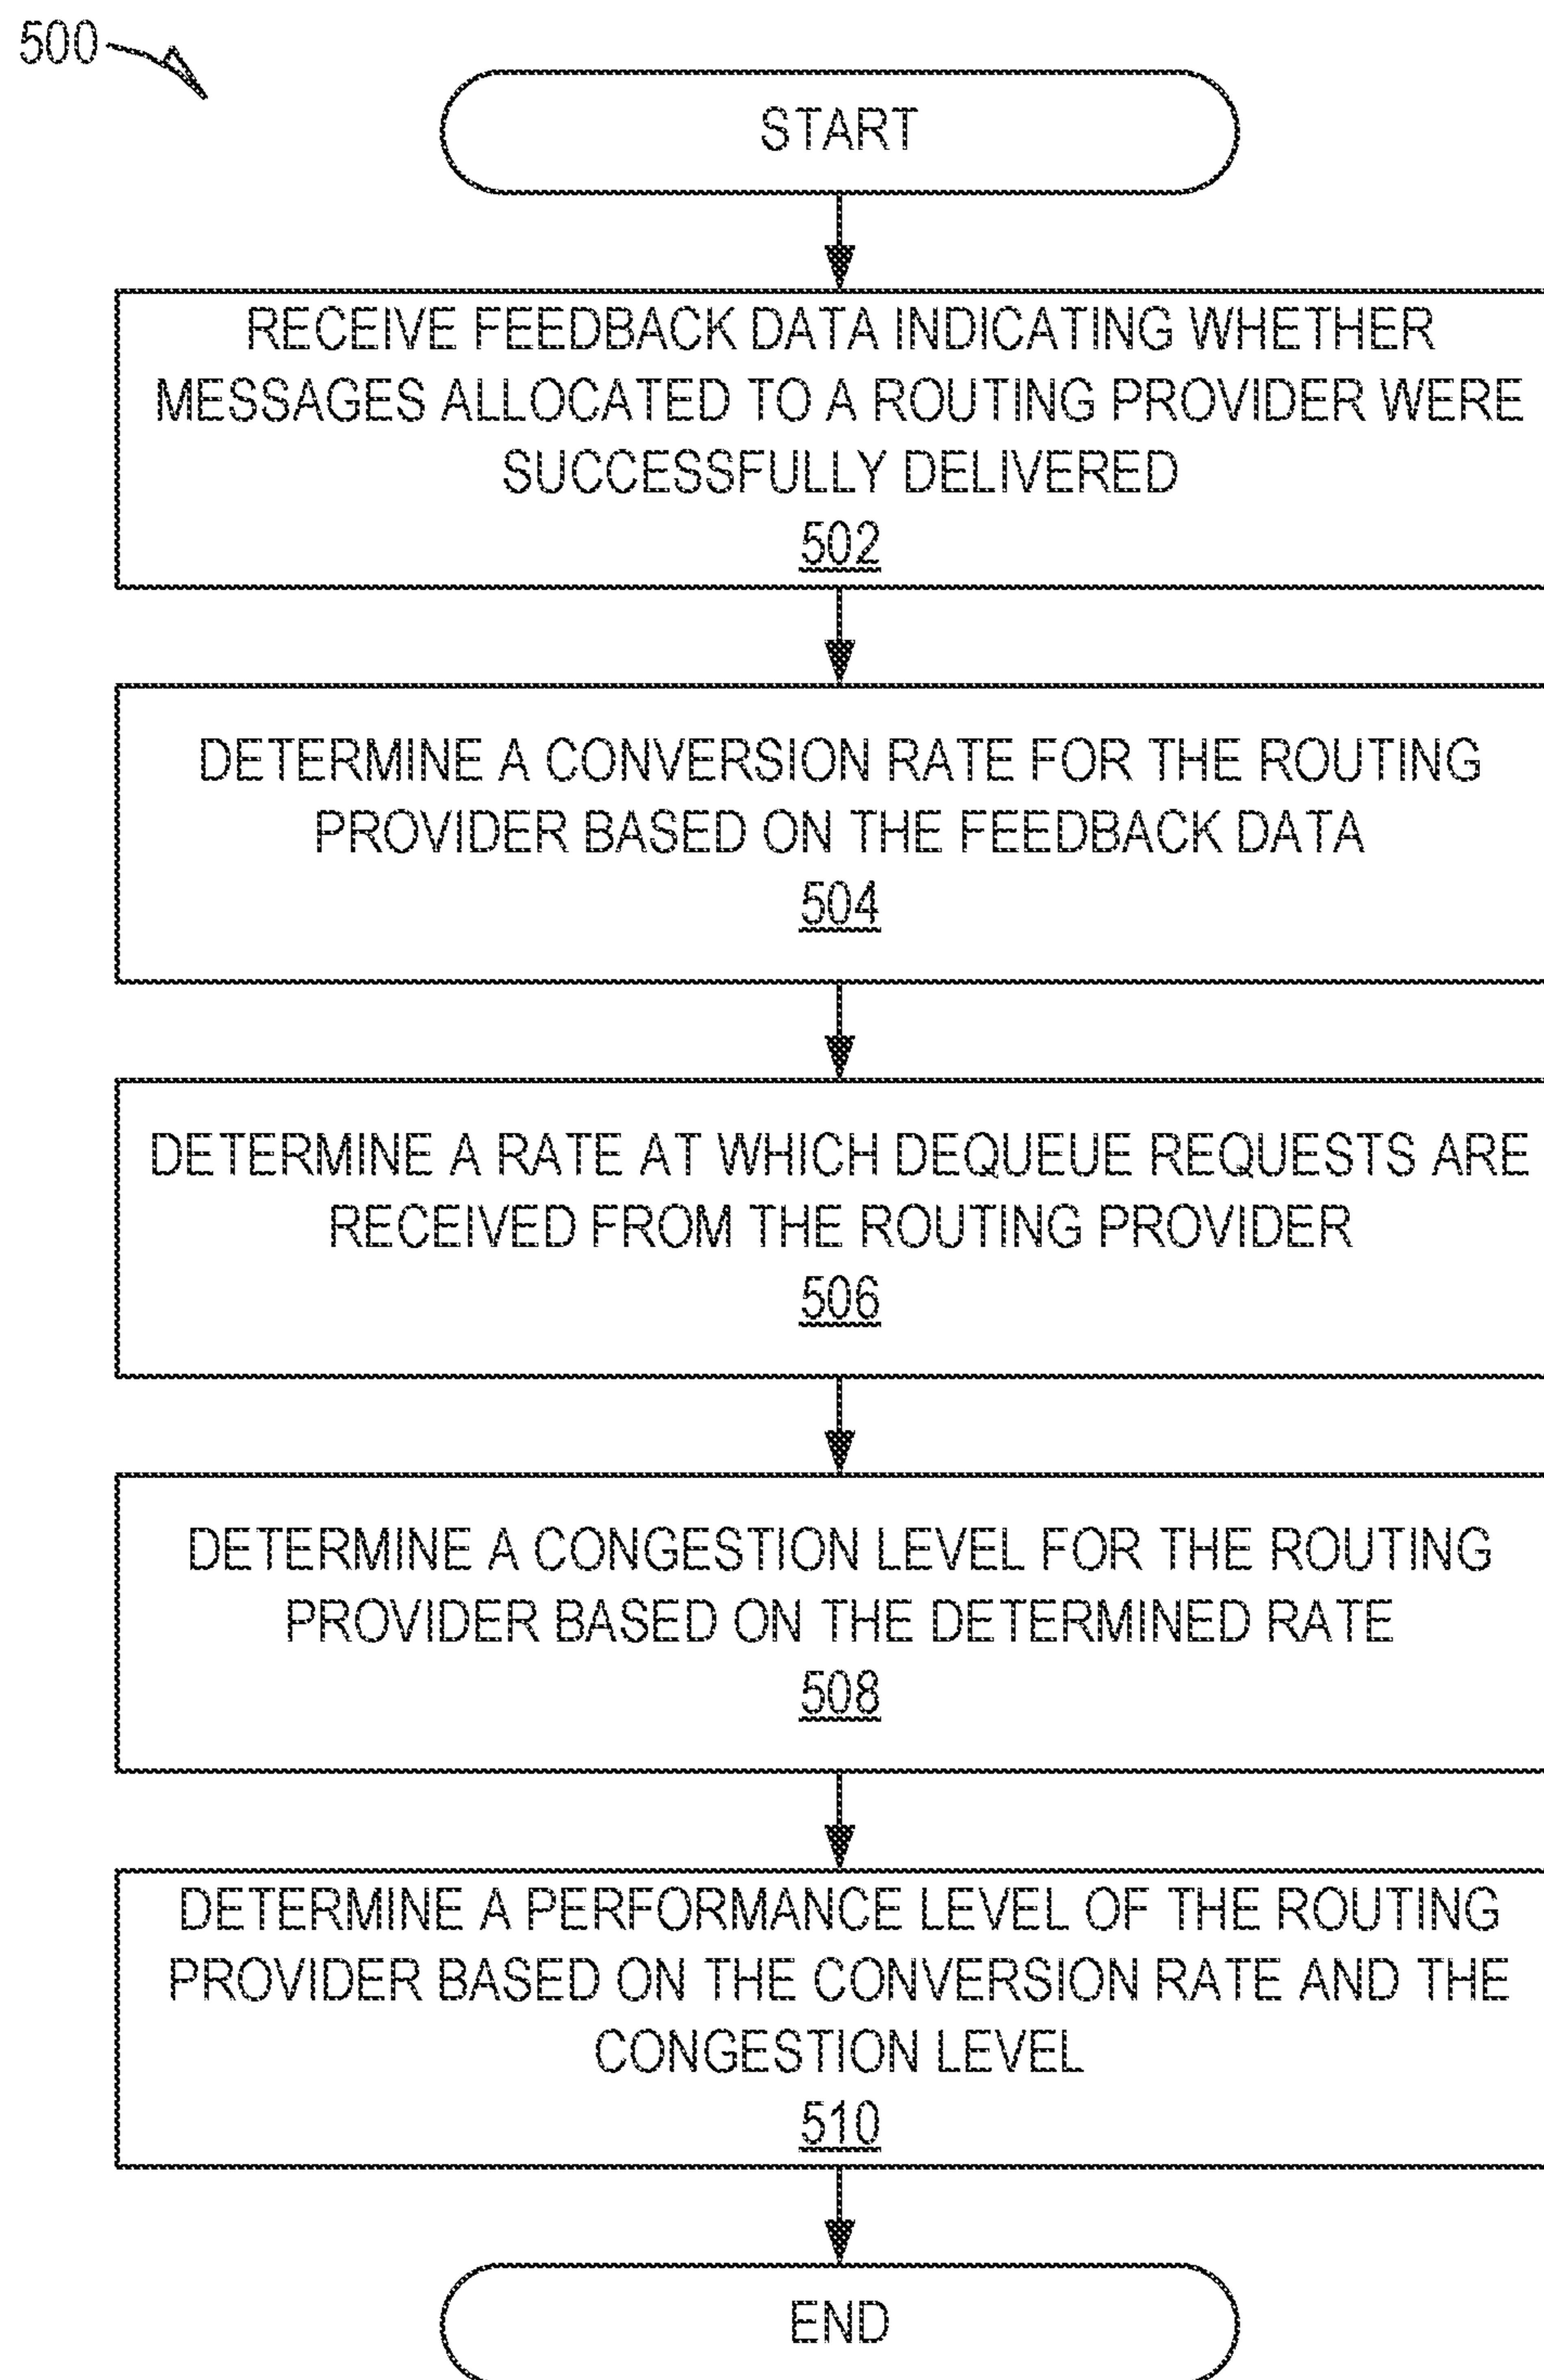 500
START
RECEIVE FEEDBACK DATA INDICATING WHETHER
MESSAGES ALLOCATED TO A ROUTING PROVIDER WERE
SUCCESSFULLY DELIVERED
502
DETERMINE A CONVERSION RATE FOR THE ROUTING
PROVIDER BASED ON THE FEEDBACK DATA
504
DETERMINE A RATE AT WHICH DEQUEUE REQUESTS ARE
RECEIVED FROM THE ROUTING PROVIDER
506
DETERMINE A CONGESTION LEVEL FOR THE ROUTING
PROVIDER BASED ON THE DETERMINED RATE
508
DETERMINE A PERFORMANCE LEVEL OF THE ROUTING
PROVIDER BASED ON THE CONVERSION RATE AND THE
CONGESTION LEVEL
510
END